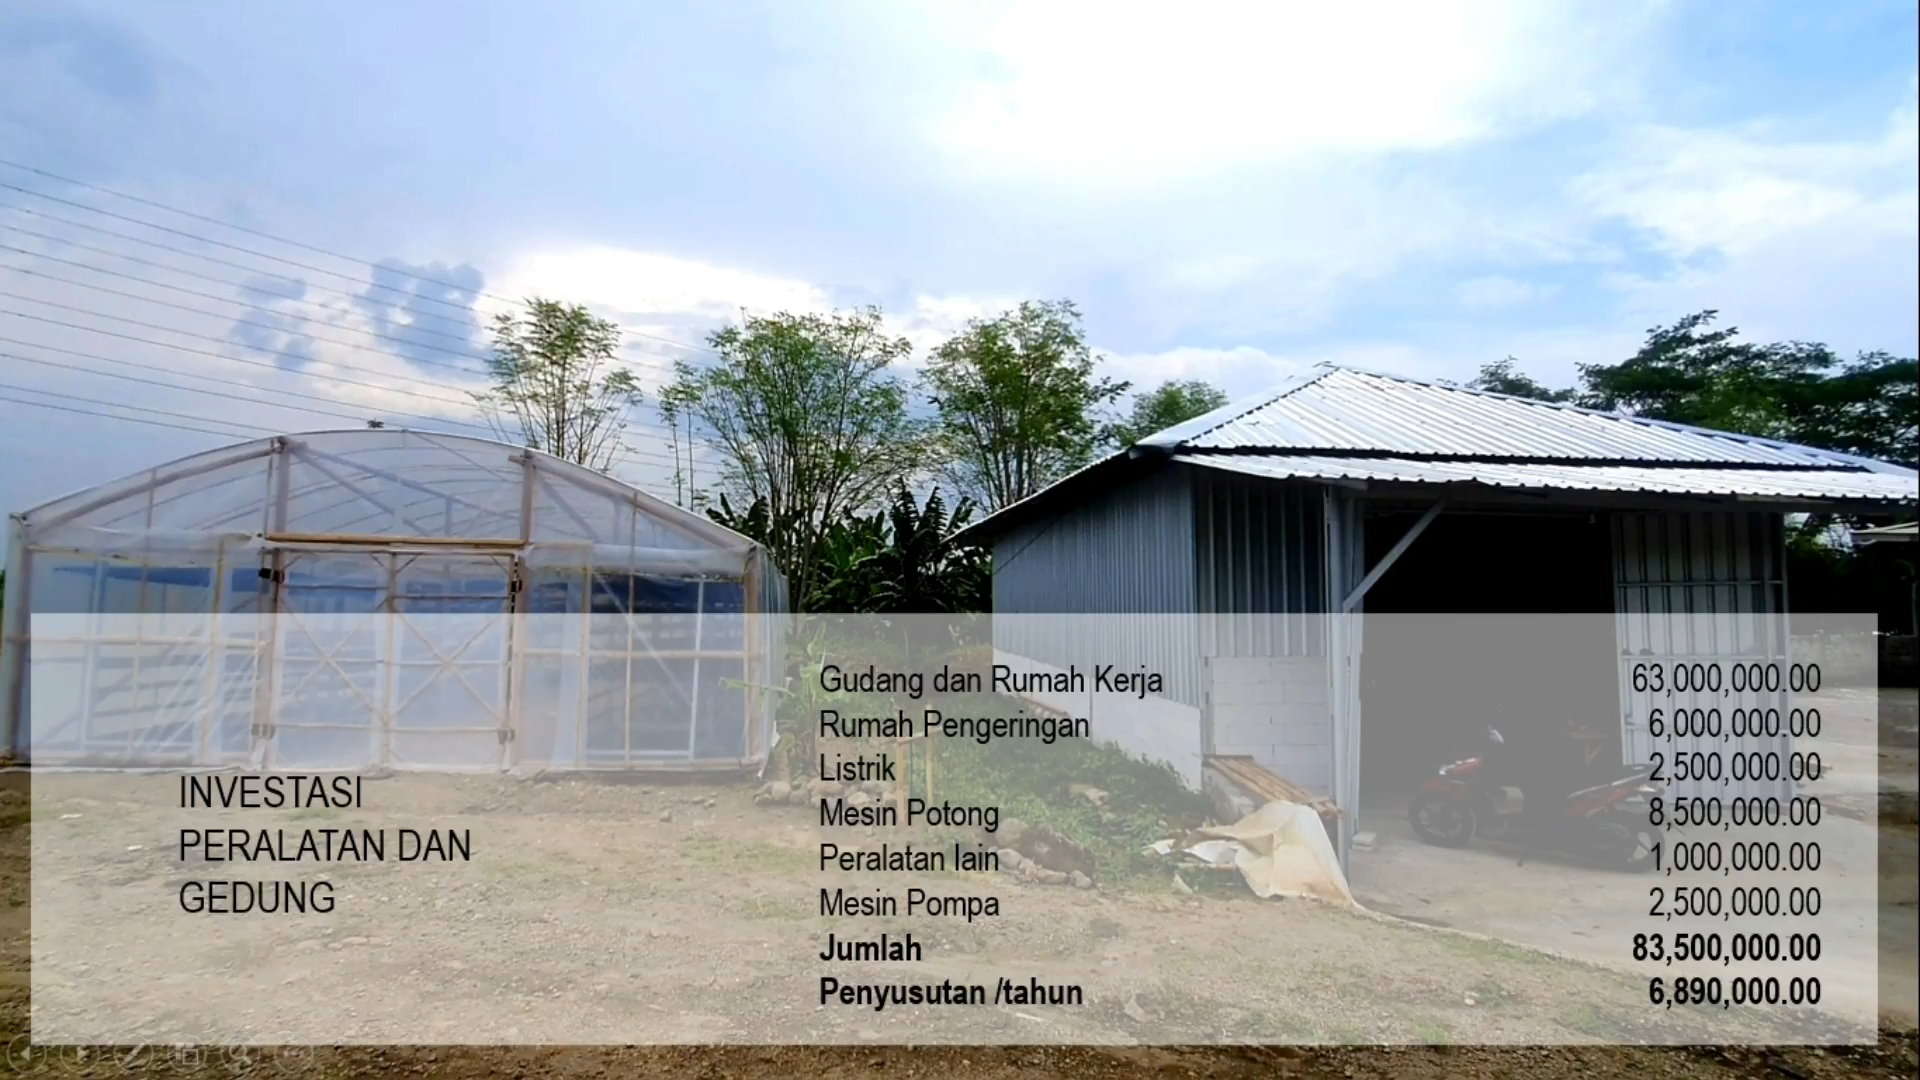 INVESTASI
PERALATAN DAN
GEDUNG
Gudang dan Rumah Kerja 63,000,000.00
Rumah Pengeringan 6,000,000.00
Listrik 2,500,000.00
Mesin Potong 8,500,000.00
Peralatan lain 1,000,000.00
Mesin Pompa 2,500,000.00
Jumlah 83,500,000.00
Penyusutan /tahun 6,890,000.00